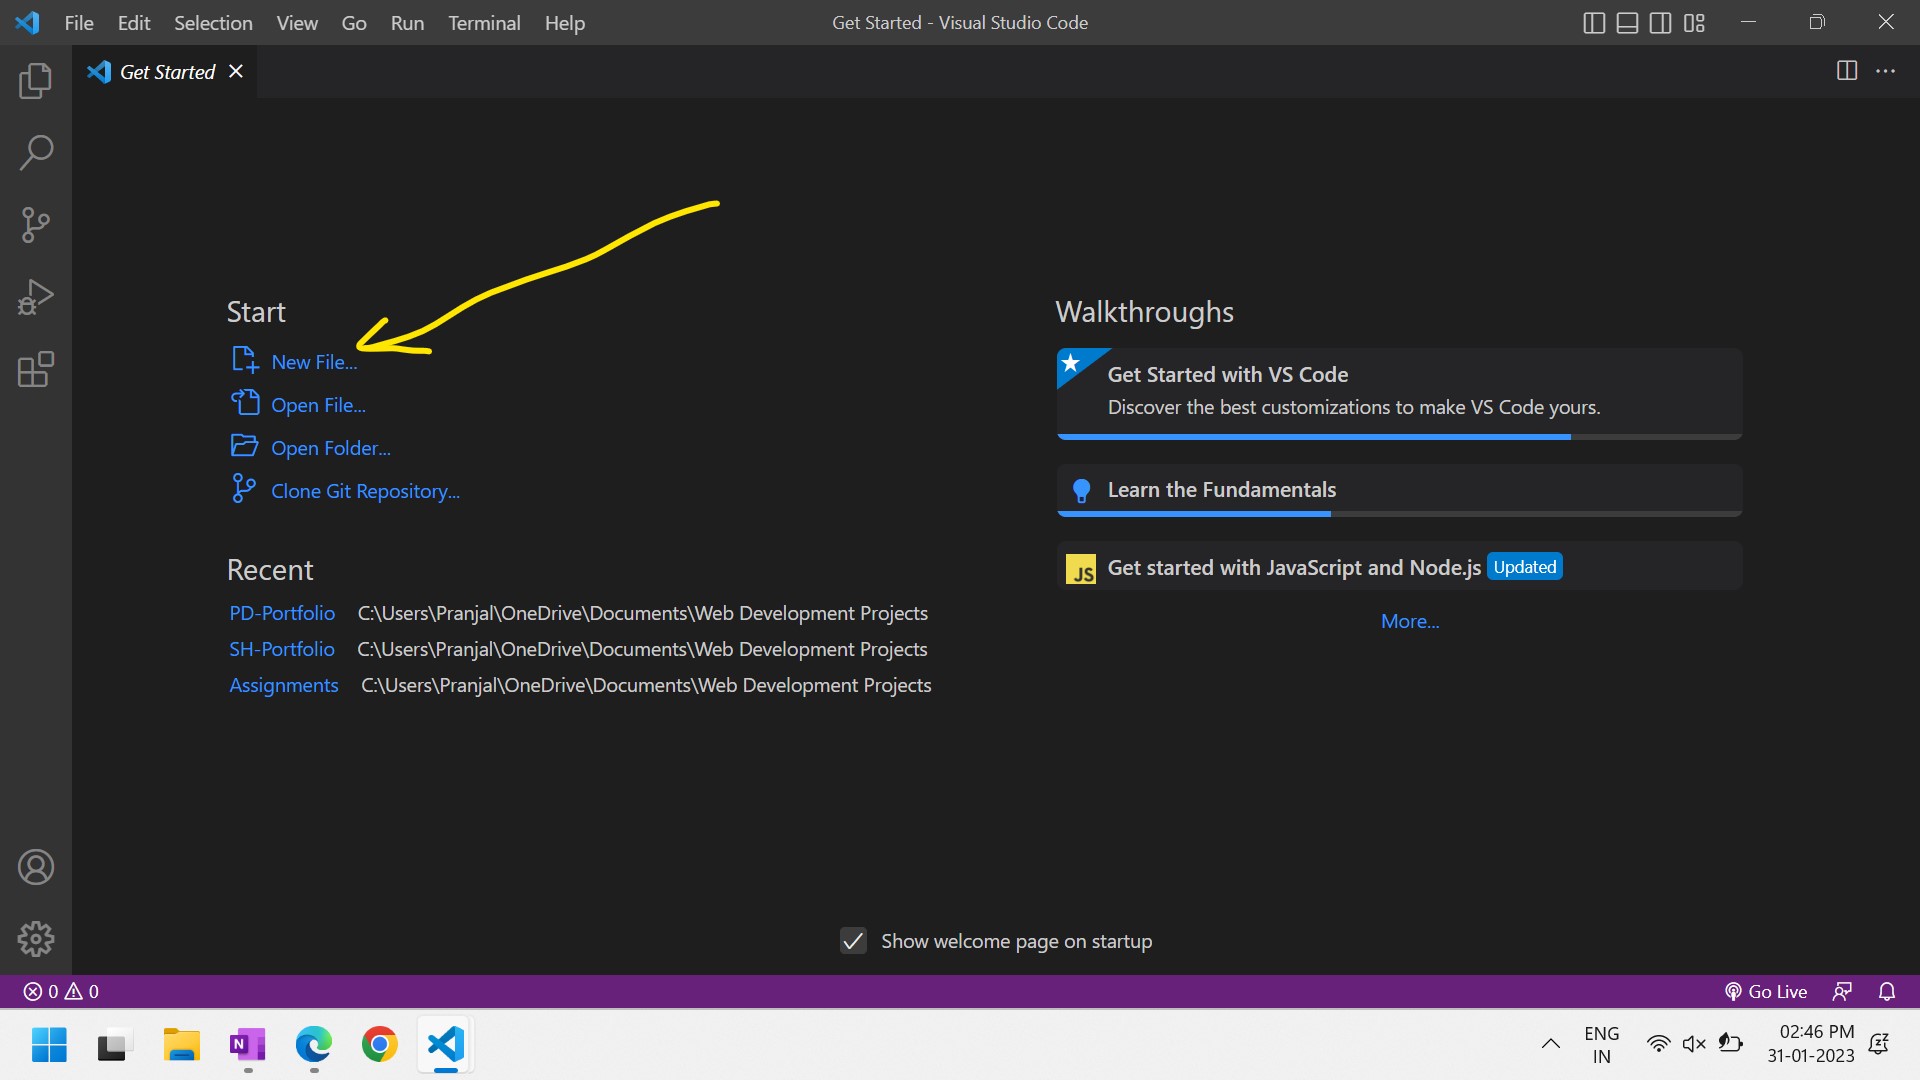 File Edit Selection View Go Run Terminal Help
Get Started - Visual Studio Code
Get Started
Start
New File...
Open File...
Open Folder...
Clone Git Repository...
Recent
PD-Portfolio C:\Users\Pranjal\OneDrive\Documents\Web Development Projects
SH-Portfolio C:\Users\Pranjal\OneDrive\Documents\Web Development Projects
Assignments C:\Users\Pranjal\OneDrive\Documents\Web Development Projects
Walkthroughs
Get Started with VS Code
Discover the best customizations to make VS Code yours.
Learn the Fundamentals
JS Get started with JavaScript and Node.js Updated
More...
Show welcome page on startup
0 0
Go Live
N
ENG
IN
02:46 PM
31-01-2023